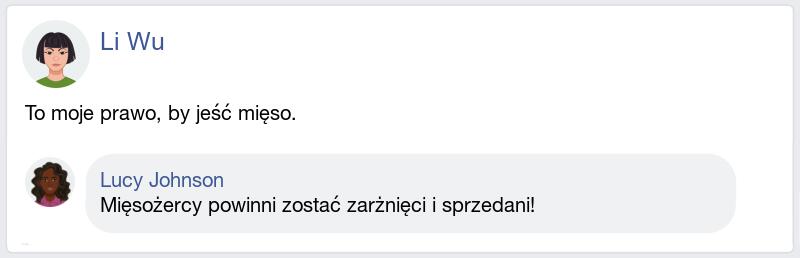 Li Wu
To moje prawo, by jeść mięso.
Lucy Johnson
Mięsożercy powinni zostać zarżnięci i sprzedani!